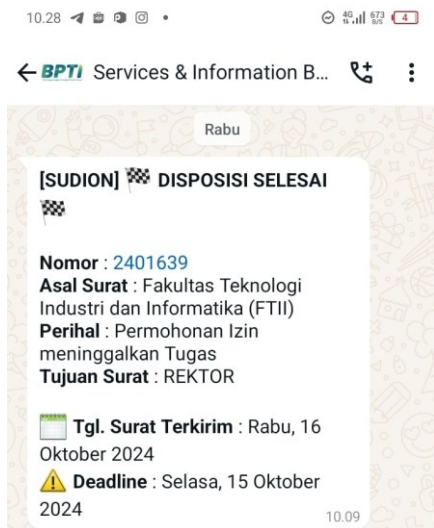 10.28
4G 673 B/S 4
BPTI Services & Information B...
Rabu
[SUDION] 🏁 DISPOSISI SELESAI
🏁
Nomor : 2401639
Asal Surat : Fakultas Teknologi
Industri dan Informatika (FTII)
Perihal : Permohonan Izin
meninggalkan Tugas
Tujuan Surat : REKTOR
Tgl. Surat Terkirim : Rabu, 16
Oktober 2024
Deadline : Selasa, 15 Oktober
2024
10.09